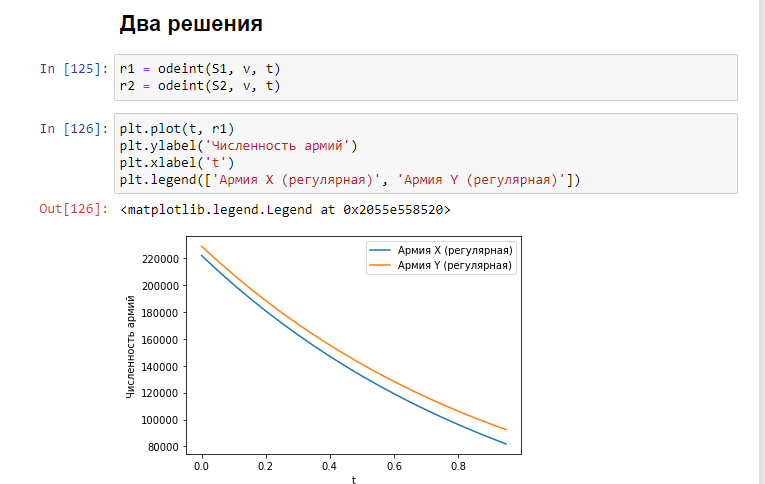 Два решения
In [125]: r1 = odeint(S1, v, t)
r2 = odeint(S2, v, t)
In [126]: plt.plot(t, r1)
plt.ylabel('Численность армий')
plt.xlabel('t')
plt.legend(['Армия X (регулярная)', 'Армия Y (регулярная)'])
Out[126]: <matplotlib.legend.Legend at 0x2055e558520>
Армия X (регулярная)
Армия Y (регулярная)
Численность армий
220000
200000
180000
160000
140000
120000
100000
80000
0.0 0.2 0.4 0.6 0.8
t